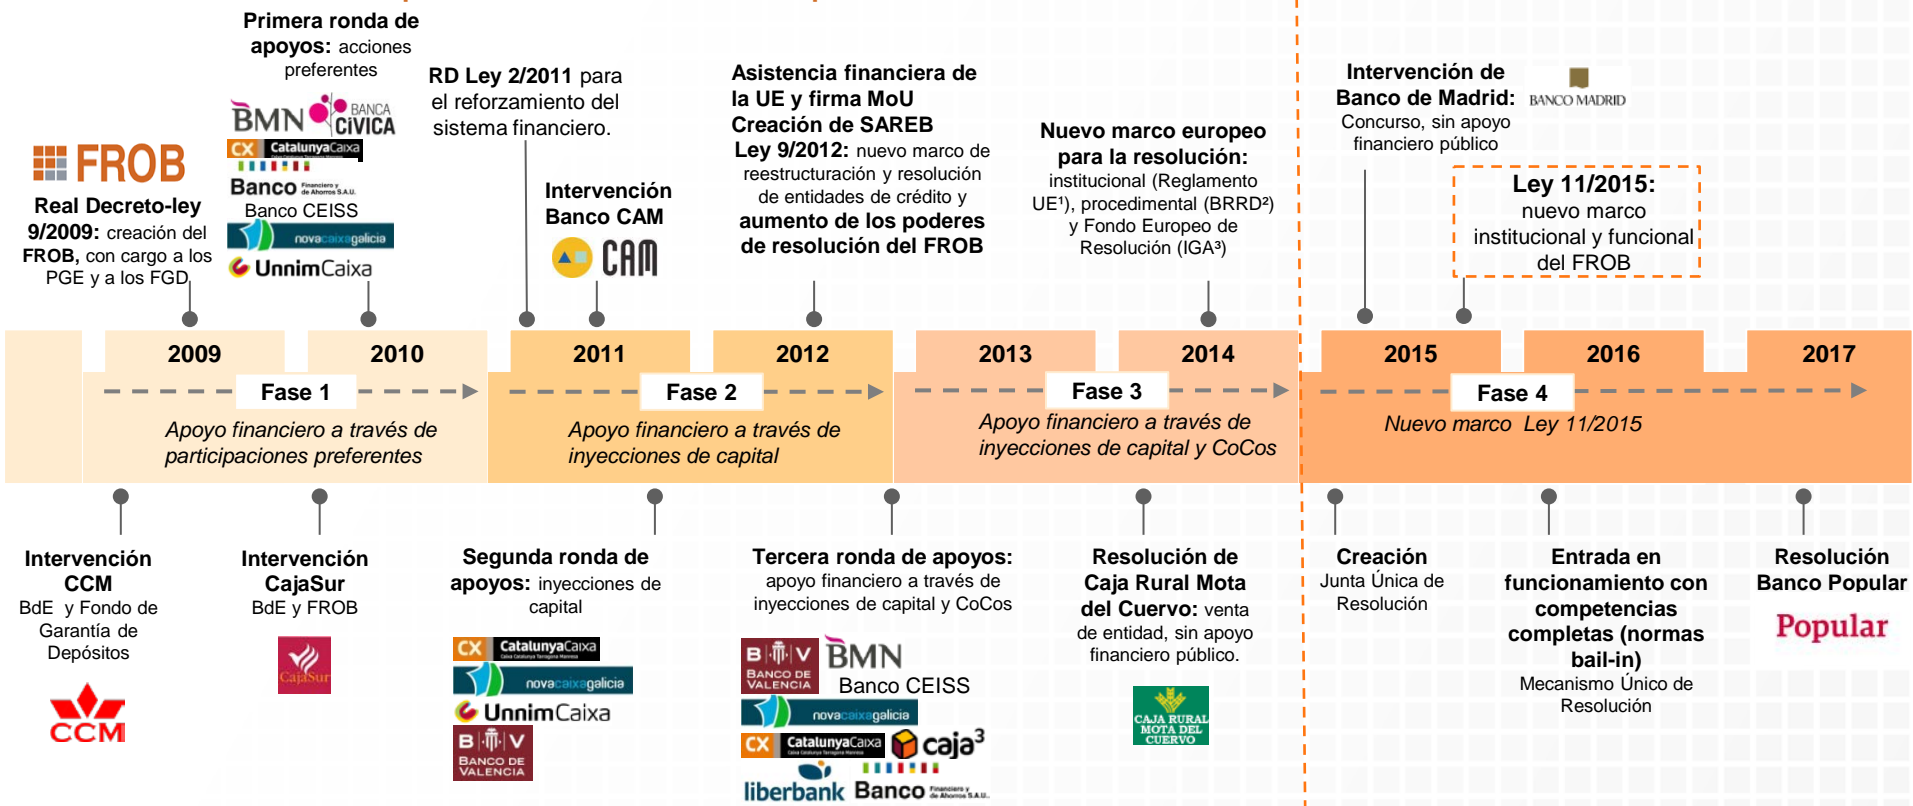 Primera ronda de
apoyos: acciones
preferentes
BMN
BANCA
CÍVICA
CX CatalunyaCaixa
Banco Financiero y
de Ahorros S.A.U.
Banco CEISS
novacaixagalicia
UnnimCaixa
FROB
Real Decreto-ley
9/2009: creación del
FROB, con cargo a los
PGE y a los FGD
RD Ley 2/2011 para
el reforzamiento del
sistema financiero.
Intervención
Banco CAM
CAM
Asistencia financiera de
la UE y firma MoU
Creación de SAREB
Ley 9/2012: nuevo marco de
reestructuración y resolución
de entidades de crédito y
aumento de los poderes
de resolución del FROB
Nuevo marco europeo
para la resolución:
institucional (Reglamento
UE¹), procedimental (BRRD²)
y Fondo Europeo de
Resolución (IGA³)
Intervención de
Banco de Madrid:
Concurso, sin apoyo
financiero público
BANCO MADRID
Ley 11/2015:
nuevo marco
institucional y funcional
del FROB
2009
2010
2011
2012
2013
2014
2015
2016
2017
Fase 1
Fase 2
Fase 3
Fase 4
Apoyo financiero a través de
participaciones preferentes
Apoyo financiero a través de
inyecciones de capital
Apoyo financiero a través de
inyecciones de capital y CoCos
Nuevo marco Ley 11/2015
Intervención
CCM
BdE y Fondo de
Garantía de
Depósitos
CCM
Intervención
CajaSur
BdE y FROB
CajaSur
Segunda ronda de
apoyos: inyecciones de
capital
CX CatalunyaCaixa
novacaixagalicia
UnnimCaixa
B V
BANCO DE
VALENCIA
Tercera ronda de apoyos:
apoyo financiero a través de
inyecciones de capital y CoCos
B V
BANCO DE
VALENCIA
BMN
Banco CEISS
novacaixagalicia
CX CatalunyaCaixa
caja³
liberbank
Banco Financiero y
de Ahorros S.A.U.
Resolución de
Caja Rural Mota
del Cuervo: venta
de entidad, sin apoyo
financiero público.
CAJA RURAL
MOTA DEL
CUERVO
Creación
Junta Única de
Resolución
Entrada en
funcionamiento con
competencias
completas (normas
bail-in)
Mecanismo Único de
Resolución
Resolución
Banco Popular
Popular